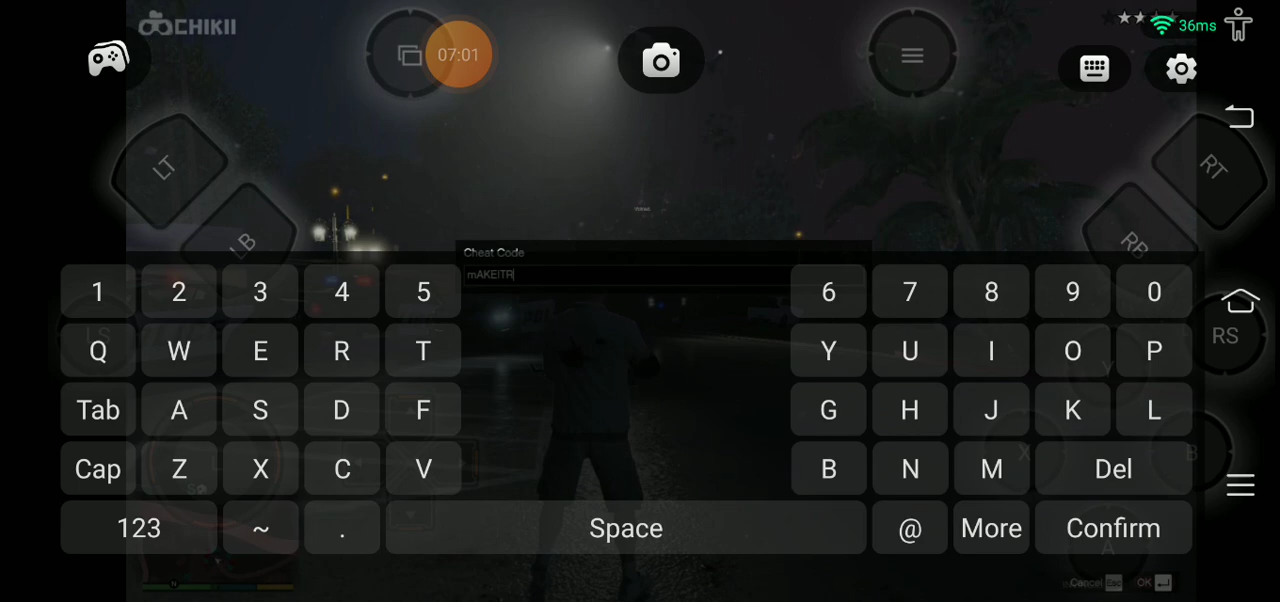 CHIKII
07:01
36ms
LT
RT
LB
RB
Cheat Code
mAKEITR
1 2 3 4 5 6 7 8 9 0
LS
Q W E R T Y U I O P
RS
Y
Tab A S D F G H J K L
Cap Z X C V B N M Del
X
B
123 ~ . Space @ More Confirm
A
N
Cancel Esc OK